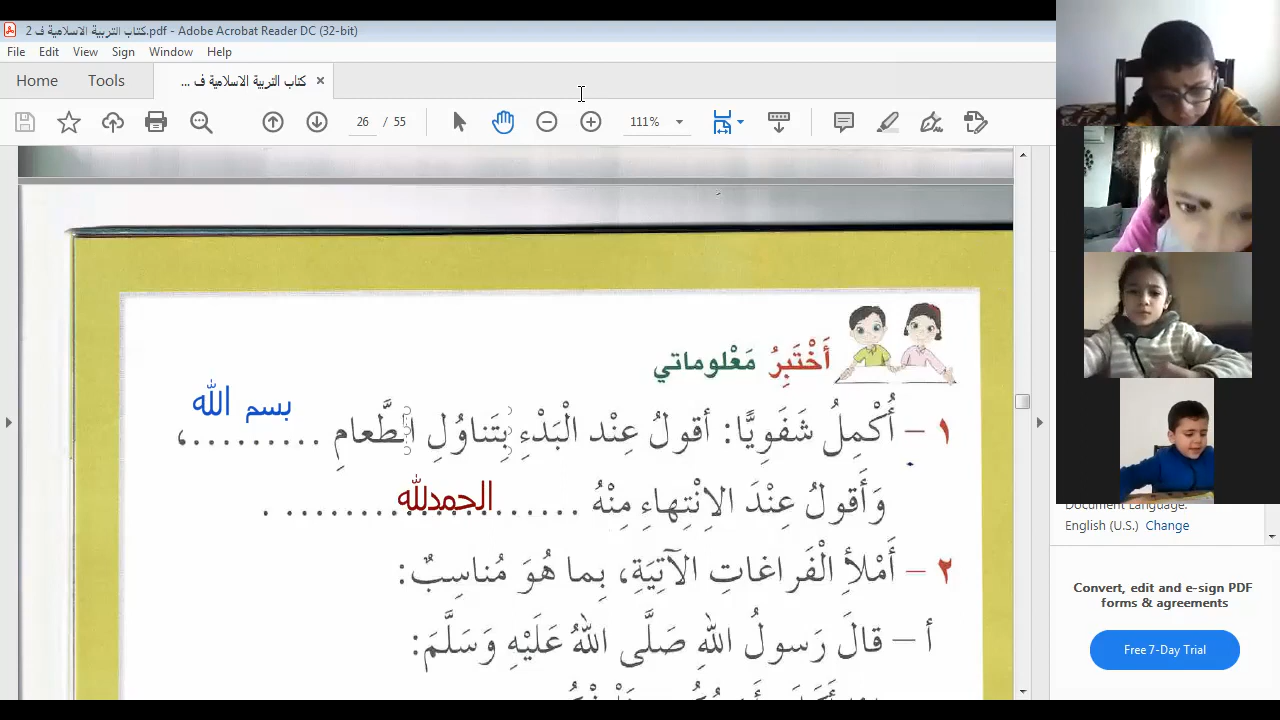 كتاب التربية الاسلامية ف 2.pdf - Adobe Acrobat Reader DC (32-bit)
File Edit View Sign Window Help
Home Tools كتاب التربية الاسلامية ف ... ×
26 / 55 111%
أَخْتَبِرُ مَعْلوماتي
بسم الله
١ – أُكْمِلُ شَفَوِيًّا: أقولُ عِنْد الْبَدْءِ بِتَناوُلِ الطَّعامِ .........،
وَأَقولُ عِنْدَ الاِنْتِهاءِ مِنْهُ ................... .
الحمدلله
٢ – أَمْلأُ الْفَراغاتِ الآتِيَةِ، بِما هُوَ مُناسِبٌ:
أ – قالَ رَسولُ اللهِ صَلَّى اللهُ عَلَيْهِ وَسَلَّمَ:
Document Language:
English (U.S.) Change
Convert, edit and e-sign PDF
forms & agreements
Free 7-Day Trial